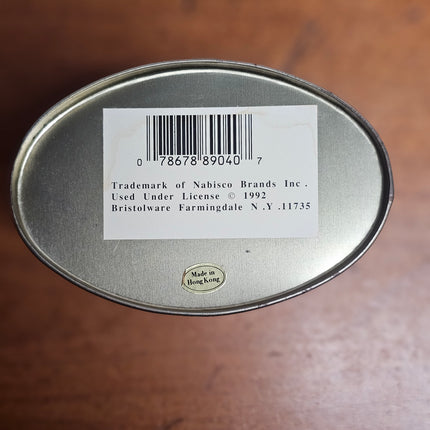 0 78678 89040 7
Trademark of Nabisco Brands Inc.
Used Under License © 1992
Bristolware Farmingdale N.Y.11735
Made in
Hong Kong